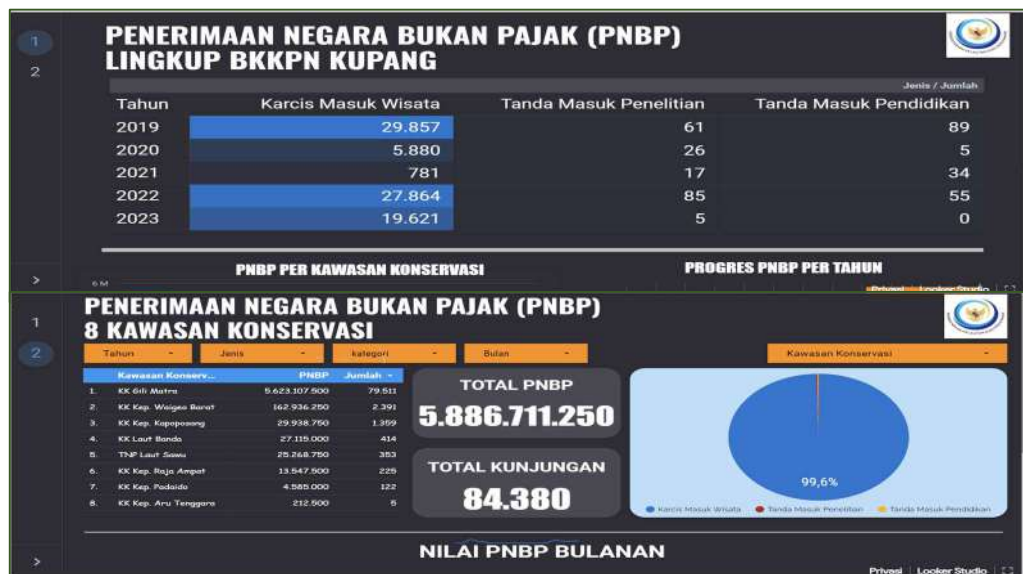 1
2
PENERIMAAN NEGARA BUKAN PAJAK (PNBP)
LINGKUP BKKPN KUPANG
Jenis / Jumlah
Tahun Karcis Masuk Wisata Tanda Masuk Penelitian Tanda Masuk Pendidikan
2019 29.857 61 89
2020 5.880 26 5
2021 781 17 34
2022 27.864 85 55
2023 19.621 5 0
PNBP PER KAWASAN KONSERVASI PROGRES PNBP PER TAHUN
6 M
Privasi Looker Studio
1
2
PENERIMAAN NEGARA BUKAN PAJAK (PNBP)
8 KAWASAN KONSERVASI
Tahun Jenis kategori Bulan Kawasan Konservasi
Kawasan Konserv... PNBP Jumlah
1. KK Gili Matra 5.623.107.500 79.511
2. KK Kep. Waigeo Barat 162.936.250 2.391
3. KK Kep. Kapoposang 29.938.750 1.359
4. KK Laut Banda 27.115.000 414
5. TNP Laut Sawu 25.268.750 353
6. KK Kep. Raja Ampat 13.547.500 225
7. KK Kep. Padaido 4.585.000 122
8. KK Kep. Aru Tenggara 212.500 5
TOTAL PNBP
5.886.711.250
TOTAL KUNJUNGAN
84.380
99,6%
Karcis Masuk Wisata Tanda Masuk Penelitian Tanda Masuk Pendidikan
NILAI PNBP BULANAN
Privasi Looker Studio